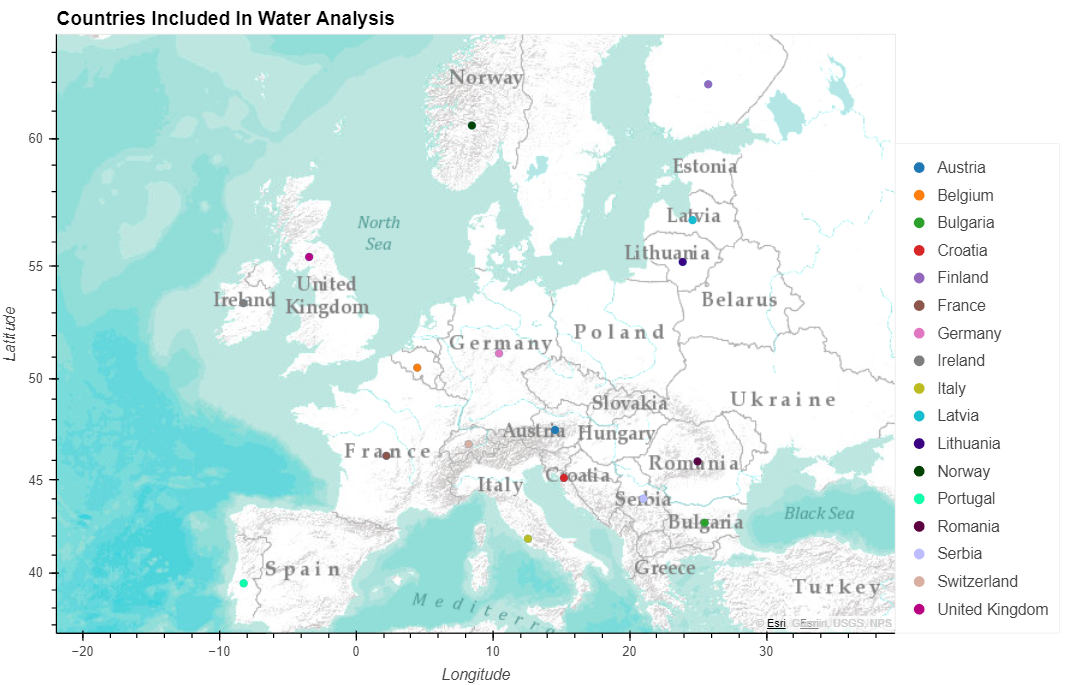 Countries Included In Water Analysis
Norway
60
Estonia
Austria
Belgium
Bulgaria
Croatia
Finland
France
Germany
Ireland
Italy
Latvia
Lithuania
Norway
Portugal
Romania
Serbia
Switzerland
United Kingdom
North
Sea
Latvia
Lithuania
55
United
Kingdom
Ireland
Belarus
Poland
Germany
Latitude
50
Ukraine
Slovakia
Austria
Hungary
France
Romania
Croatia
45
Italy
Serbia
Black Sea
Bulgaria
40
Spain
Greece
Turkey
Mediterra
© Esri
USGS, NPS
−20
−10
0
10
20
30
Longitude